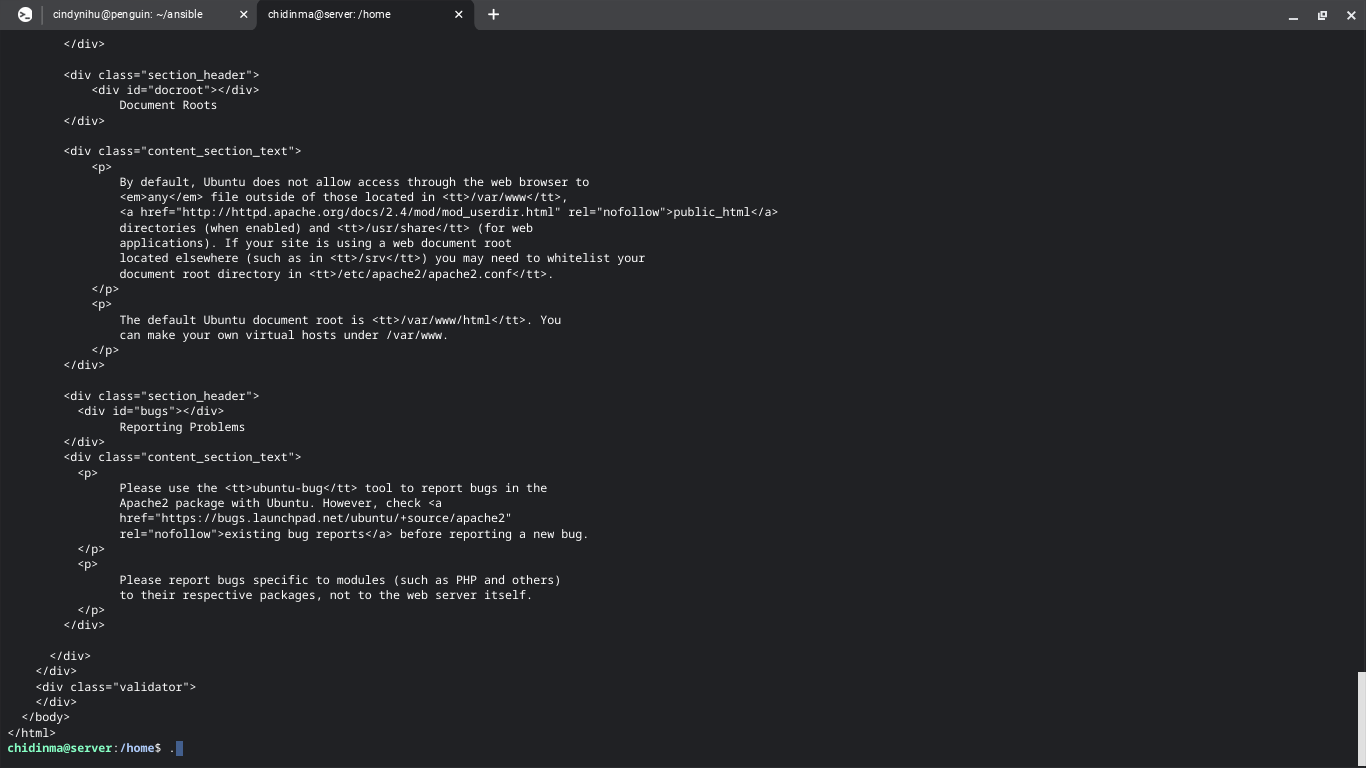 cindynihu@penguin: ~/ansible
chidinma@server: /home
</div>
<div class="section_header">
<div id="docroot"></div>
Document Roots
</div>
<div class="content_section_text">
<p>
By default, Ubuntu does not allow access through the web browser to
<em>any</em> file outside of those located in <tt>/var/www</tt>,
<a href="http://httpd.apache.org/docs/2.4/mod/mod_userdir.html" rel="nofollow">public_html</a>
directories (when enabled) and <tt>/usr/share</tt> (for web
applications). If your site is using a web document root
located elsewhere (such as in <tt>/srv</tt>) you may need to whitelist your
document root directory in <tt>/etc/apache2/apache2.conf</tt>.
</p>
<p>
The default Ubuntu document root is <tt>/var/www/html</tt>. You
can make your own virtual hosts under /var/www.
</p>
</div>
<div class="section_header">
<div id="bugs"></div>
Reporting Problems
</div>
<div class="content_section_text">
<p>
Please use the <tt>ubuntu-bug</tt> tool to report bugs in the
Apache2 package with Ubuntu. However, check <a
href="https://bugs.launchpad.net/ubuntu/+source/apache2"
rel="nofollow">existing bug reports</a> before reporting a new bug.
</p>
<p>
Please report bugs specific to modules (such as PHP and others)
to their respective packages, not to the web server itself.
</p>
</div>
</div>
</div>
<div class="validator">
</div>
</body>
</html>
chidinma@server:/home$ .